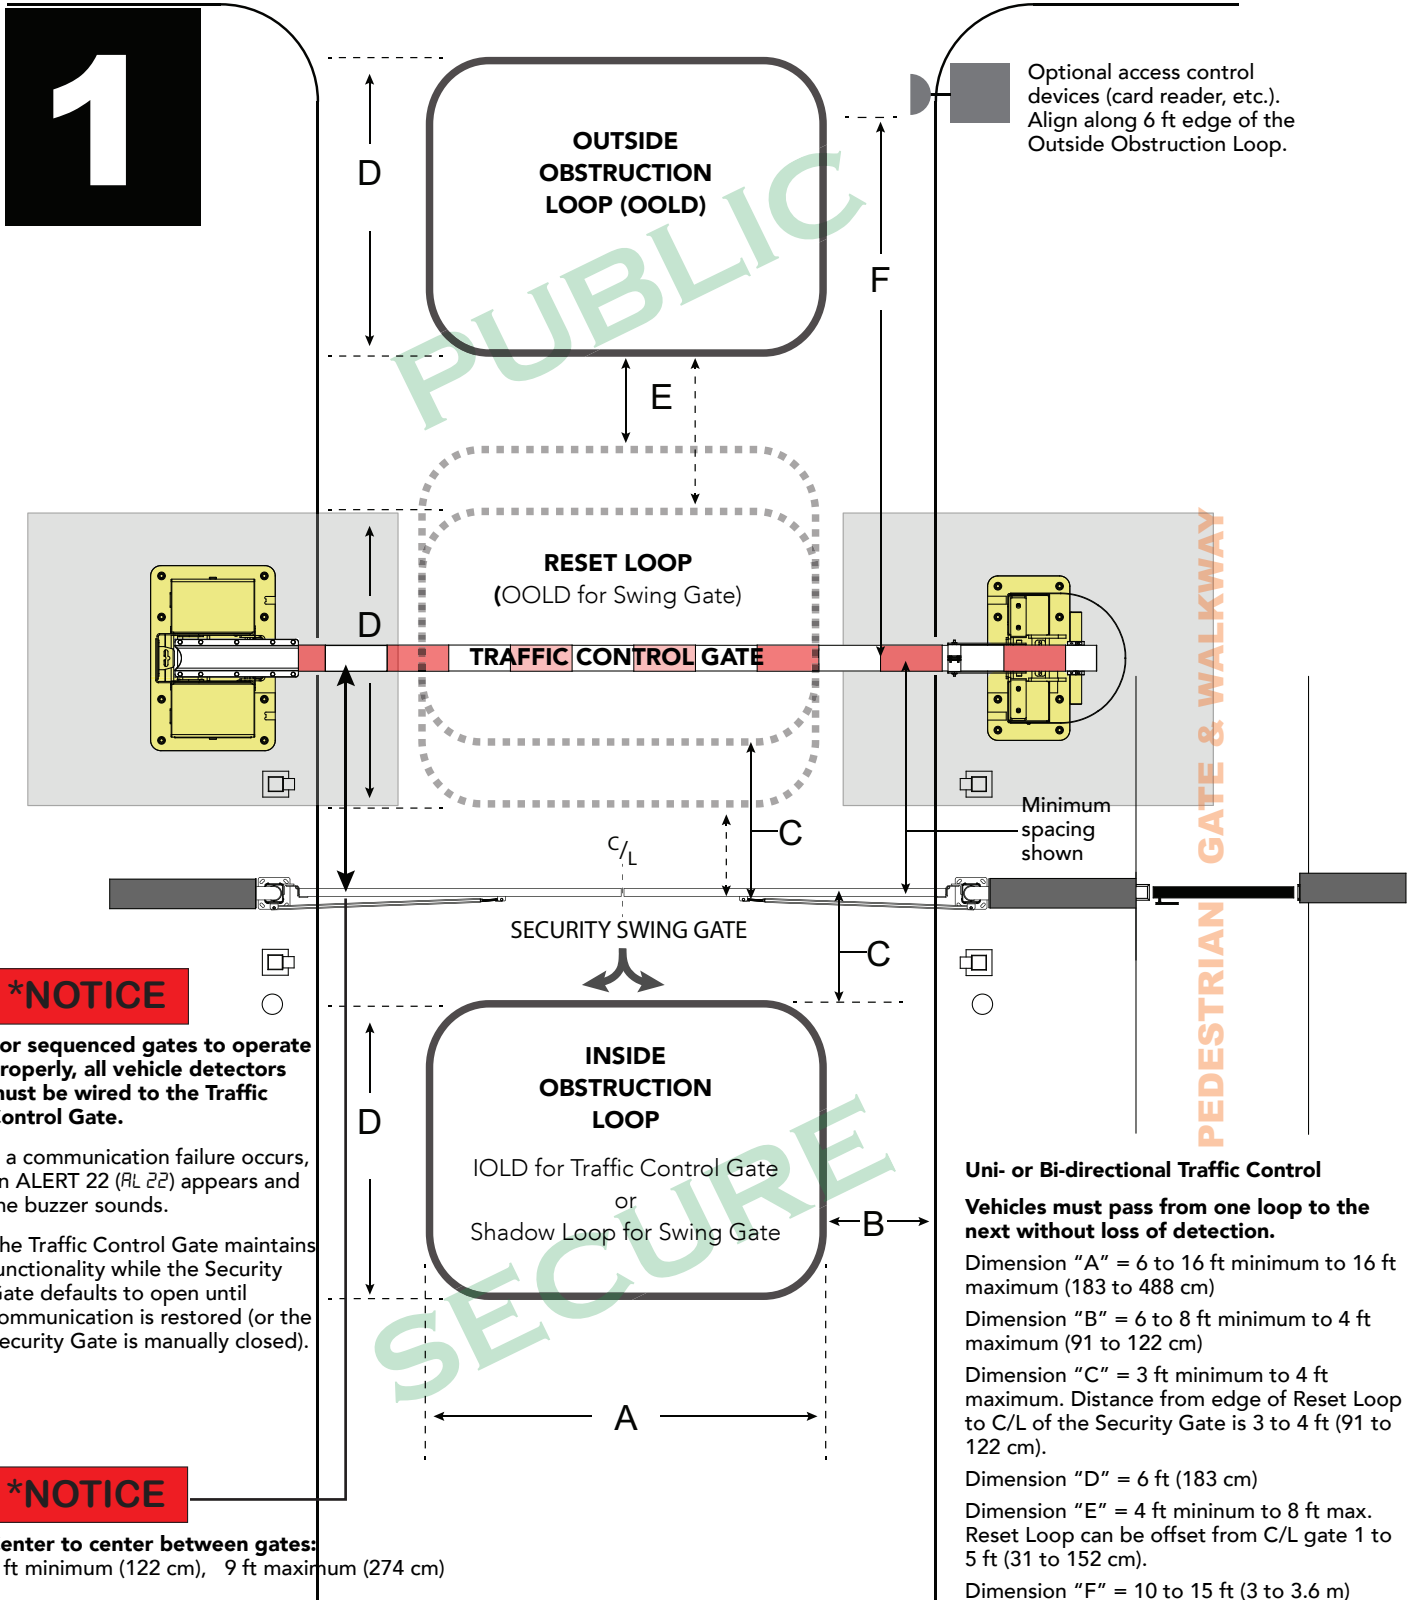 1
Optional access control
devices (card reader, etc.).
Align along 6 ft edge of the
Outside Obstruction Loop.
OUTSIDE
OBSTRUCTION
LOOP (OOLD)
D
PUBLIC
F
E
RESET LOOP
(OOLD for Swing Gate)
D
TRAFFIC CONTROL GATE
PEDESTRIAN GATE & WALKWAY
Minimum
spacing
shown
C
C/L
SECURITY SWING GATE
C
*NOTICE
or sequenced gates to operate
roperly, all vehicle detectors
ust be wired to the Traffic
ontrol Gate.
a communication failure occurs,
n ALERT 22 (AL 22) appears and
he buzzer sounds.
he Traffic Control Gate maintains
unctionality while the Security
ate defaults to open until
ommunication is restored (or the
ecurity Gate is manually closed).
INSIDE
OBSTRUCTION
LOOP
D
IOLD for Traffic Control Gate
or
Shadow Loop for Swing Gate
SECURE
B
A
*NOTICE
enter to center between gates:
ft minimum (122 cm), 9 ft maximum (274 cm)
Uni- or Bi-directional Traffic Control
Vehicles must pass from one loop to the
next without loss of detection.
Dimension "A" = 6 to 16 ft minimum to 16 ft
maximum (183 to 488 cm)
Dimension "B" = 6 to 8 ft minimum to 4 ft
maximum (91 to 122 cm)
Dimension "C" = 3 ft minimum to 4 ft
maximum. Distance from edge of Reset Loop
to C/L of the Security Gate is 3 to 4 ft (91 to
122 cm).
Dimension "D" = 6 ft (183 cm)
Dimension "E" = 4 ft mininum to 8 ft max.
Reset Loop can be offset from C/L gate 1 to
5 ft (31 to 152 cm).
Dimension "F" = 10 to 15 ft (3 to 3.6 m)